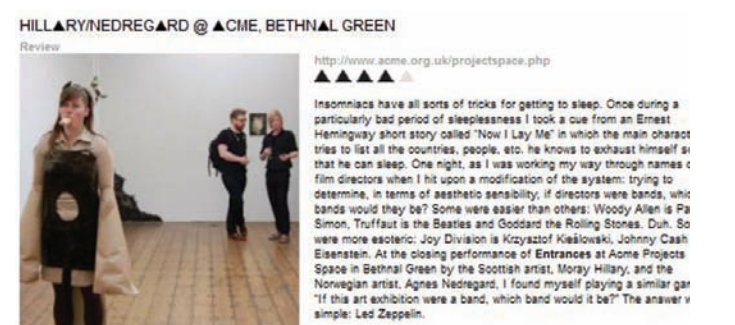 HILL▲RY/NEDREG▲RD @ ▲CME, BETHN▲L GREEN
Review
http://www.acme.org.uk/projectspace.php
▲▲▲▲▲
Insomniacs have all sorts of tricks for getting to sleep. Once during a
particularly bad period of sleeplessness I took a cue from an Ernest
Hemingway short story called "Now I Lay Me" in which the main charact
tries to list all the countries, people, etc. he knows to exhaust himself s
that he can sleep. One night, as I was working my way through names
film directors when I hit upon a modification of the system: trying to
determine, in terms of aesthetic sensibility, if directors were bands, whic
bands would they be? Some were easier than others: Woody Allen is Pa
Simon, Truffaut is the Beatles and Goddard the Rolling Stones. Duh. So
were more esoteric: Joy Division is Krzysztof Kieślowski, Johnny Cash
Eisenstein. At the closing performance of Entrances at Acme Projects
Space in Bethnal Green by the Scottish artist, Moray Hillary, and the
Norwegian artist, Agnes Nedregard, I found myself playing a similar gar
"If this art exhibition were a band, which band would it be?" The answer w
simple: Led Zeppelin.